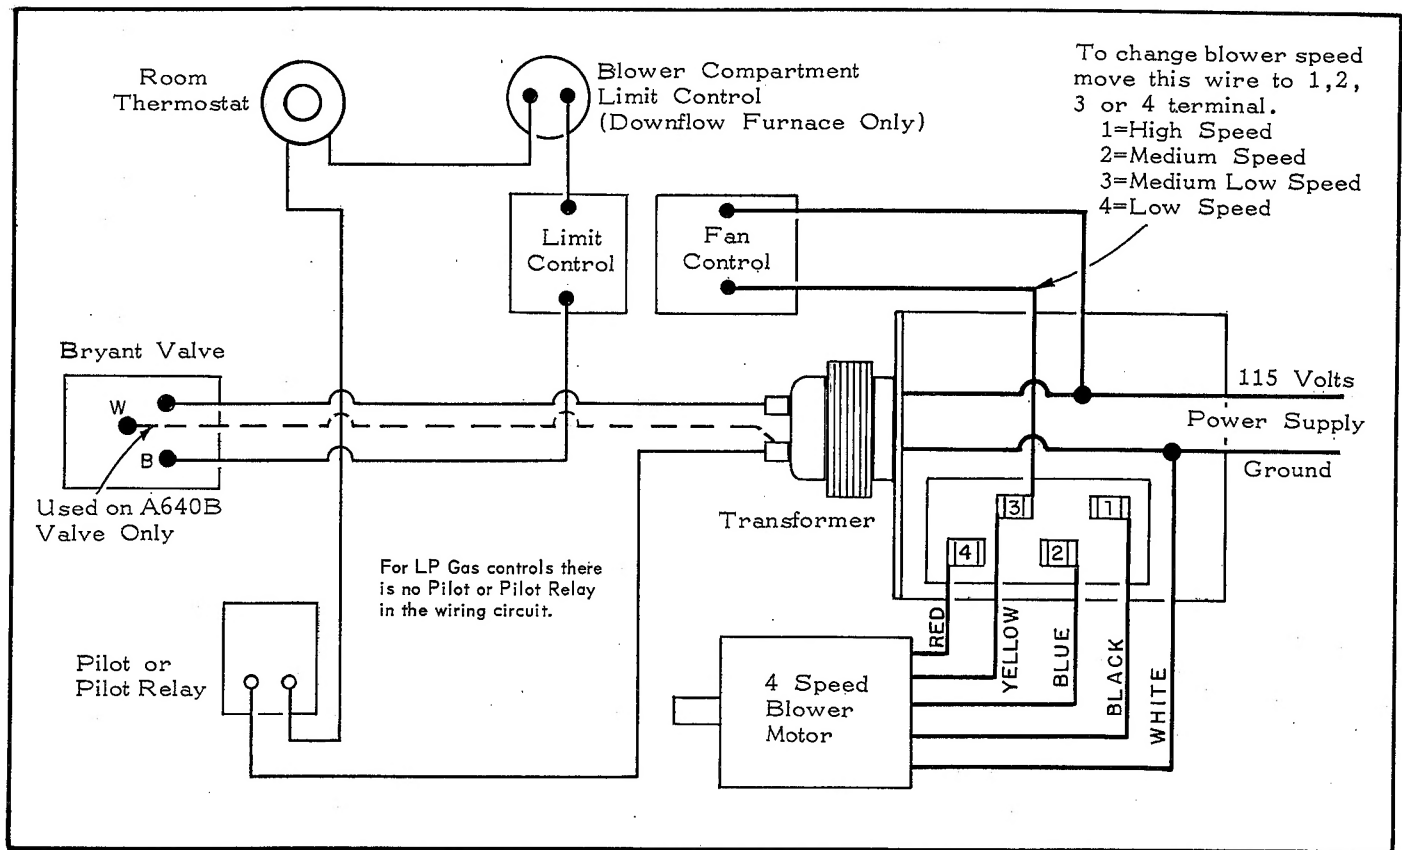 Room
Thermostat
Blower Compartment
Limit Control
(Downflow Furnace Only)
To change blower speed
move this wire to 1,2,
3 or 4 terminal.
1=High Speed
2=Medium Speed
3=Medium Low Speed
4=Low Speed
Limit
Control
Fan
Control
Bryant Valve
W
B
Used on A640B
Valve Only
115 Volts
Power Supply
Ground
Transformer
3
1
4
2
For LP Gas controls there
is no Pilot or Pilot Relay
in the wiring circuit.
RED
YELLOW
BLUE
BLACK
WHITE
Pilot or
Pilot Relay
4 Speed
Blower
Motor